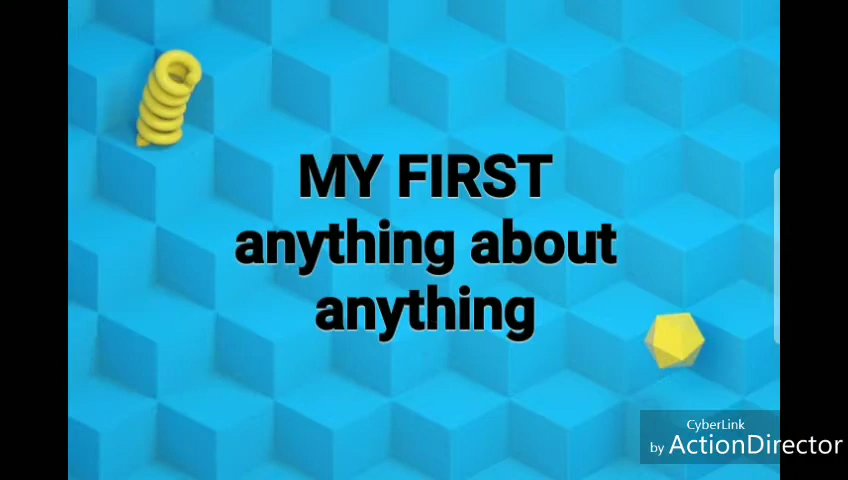 MY FIRST
anything about
anything
CyberLink
by ActionDirector